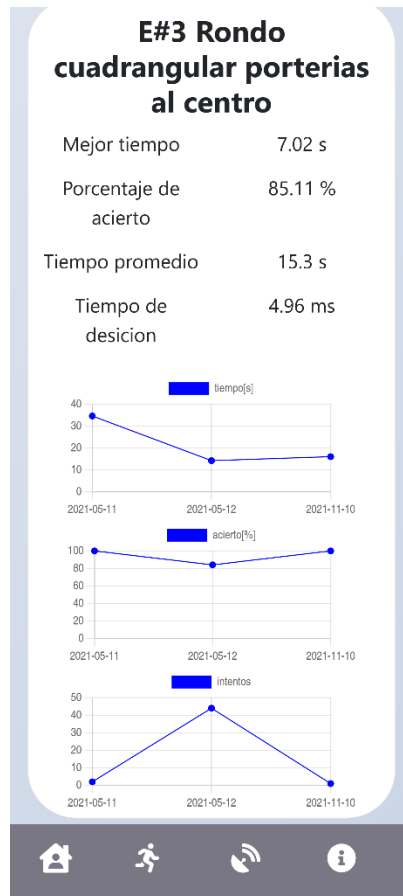 E#3 Rondo
cuadrangular porterias
al centro
Mejor tiempo 7.02 s
Porcentaje de 85.11 %
acierto
Tiempo promedio 15.3 s
Tiempo de 4.96 ms
desicion
tiempo[s]
40
30
20
10
0
2021-05-11 2021-05-12 2021-11-10
acierto[%]
100
80
60
40
20
0
2021-05-11 2021-05-12 2021-11-10
intentos
50
40
30
20
10
0
2021-05-11 2021-05-12 2021-11-10